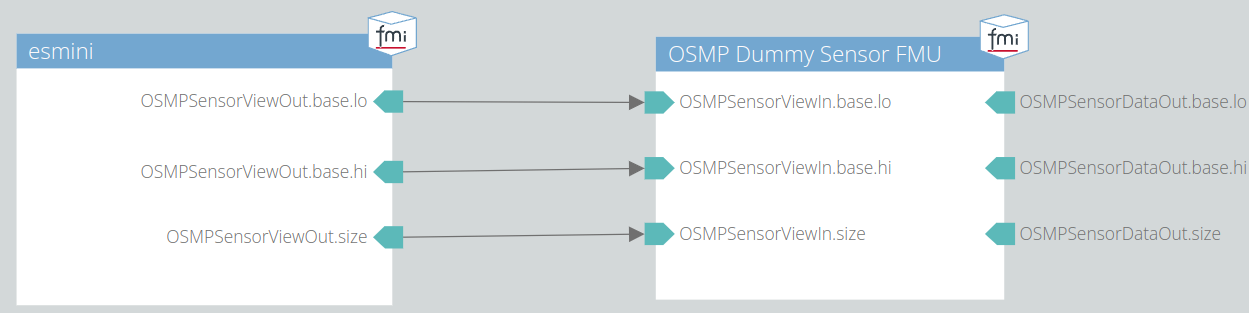 esmini
fmi
OSMPSensorViewOut.base.lo
OSMPSensorViewOut.base.hi
OSMPSensorViewOut.size
OSMP Dummy Sensor FMU
fmi
OSMPSensorViewIn.base.lo
OSMPSensorDataOut.base.lo
OSMPSensorViewIn.base.hi
OSMPSensorDataOut.base.hi
OSMPSensorViewIn.size
OSMPSensorDataOut.size